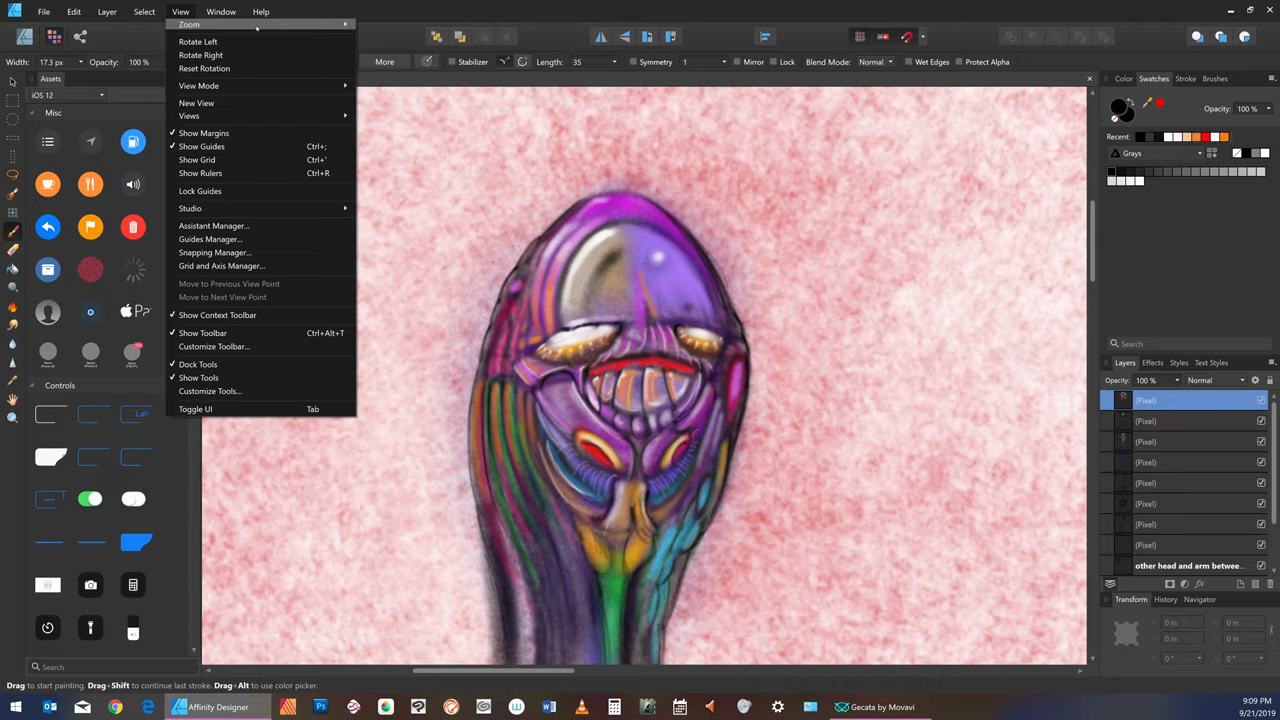 File Edit Layer Select View Window Help
Width: 17.3 px Opacity: 100 % More Stabilizer Length: 35 Symmetry 1 Mirror Lock Blend Mode: Normal Wet Edges Protect Alpha
Assets
iOS 12
Misc
Controls
Search
Zoom
Rotate Left
Rotate Right
Reset Rotation
View Mode
New View
Views
Show Margins
Show Guides Ctrl+;
Show Grid Ctrl+'
Show Rulers Ctrl+R
Lock Guides
Studio
Assistant Manager...
Guides Manager...
Snapping Manager...
Grid and Axis Manager...
Move to Previous View Point
Move to Next View Point
Show Context Toolbar
Show Toolbar Ctrl+Alt+T
Customize Toolbar...
Dock Tools
Show Tools
Customize Tools...
Toggle UI Tab
Color Swatches Stroke Brushes
Opacity: 100 %
Recent:
Grays
Search
Layers Effects Styles Text Styles
Opacity: 100 % Normal
(Pixel)
(Pixel)
(Pixel)
(Pixel)
(Pixel)
(Pixel)
(Pixel)
(Pixel)
other head and arm betwee...
Transform History Navigator
X: 0 in W: 0 in
Y: 0 in H: 0 in
Drag to start painting. Drag+Shift to continue last stroke. Drag+Alt to use color picker.
Affinity Designer
Gecata by Movavi
9:09 PM
9/21/2019